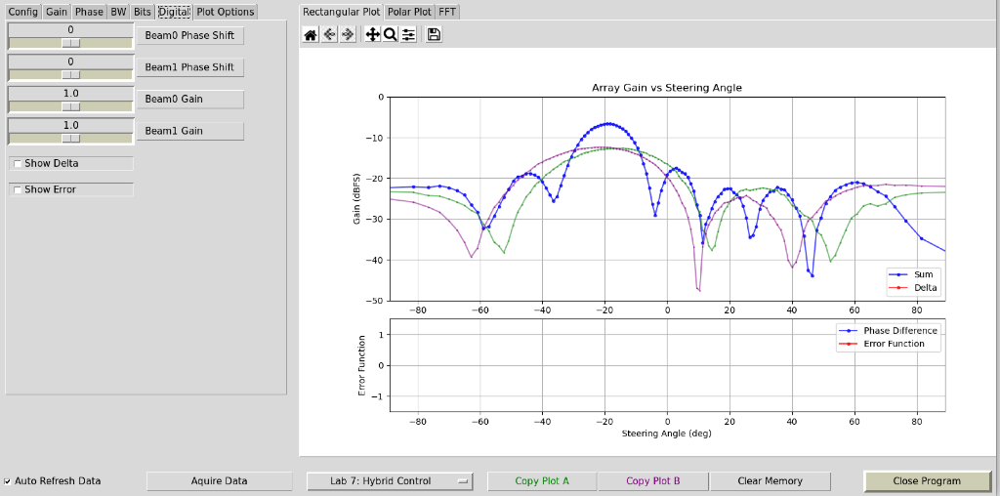 Config Gain Phase BW Bits Digital Plot Options
0
Beam0 Phase Shift
0
Beam1 Phase Shift
1.0
Beam0 Gain
1.0
Beam1 Gain
Show Delta
Show Error
Rectangular Plot Polar Plot FFT
Array Gain vs Steering Angle
Gain (dBFS)
0
−10
−20
−30
−40
−50
−80 −60 −40 −20 0 20 40 60 80
Sum
Delta
Error Function
1
0
−1
−80 −60 −40 −20 0 20 40 60 80
Steering Angle (deg)
Phase Difference
Error Function
Auto Refresh Data
Aquire Data
Lab 7: Hybrid Control
Copy Plot A
Copy Plot B
Clear Memory
Close Program